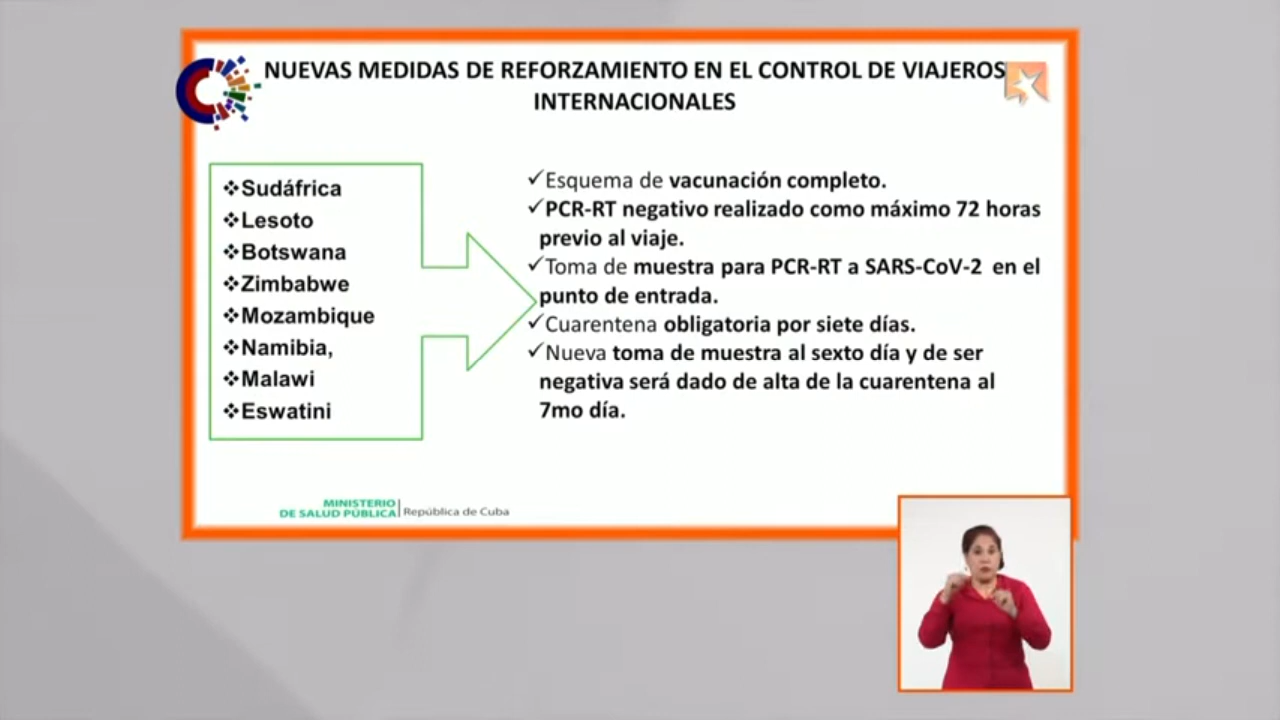 NUEVAS MEDIDAS DE REFORZAMIENTO EN EL CONTROL DE VIAJEROS
INTERNACIONALES
❖Sudáfrica
❖Lesoto
❖Botswana
❖Zimbabwe
❖Mozambique
❖Namibia,
❖Malawi
❖Eswatini
✓Esquema de vacunación completo.
✓PCR-RT negativo realizado como máximo 72 horas
previo al viaje.
✓Toma de muestra para PCR-RT a SARS-CoV-2 en el
punto de entrada.
✓Cuarentena obligatoria por siete días.
✓Nueva toma de muestra al sexto día y de ser
negativa será dado de alta de la cuarentena al
7mo día.
MINISTERIO
DE SALUD PÚBLICA República de Cuba